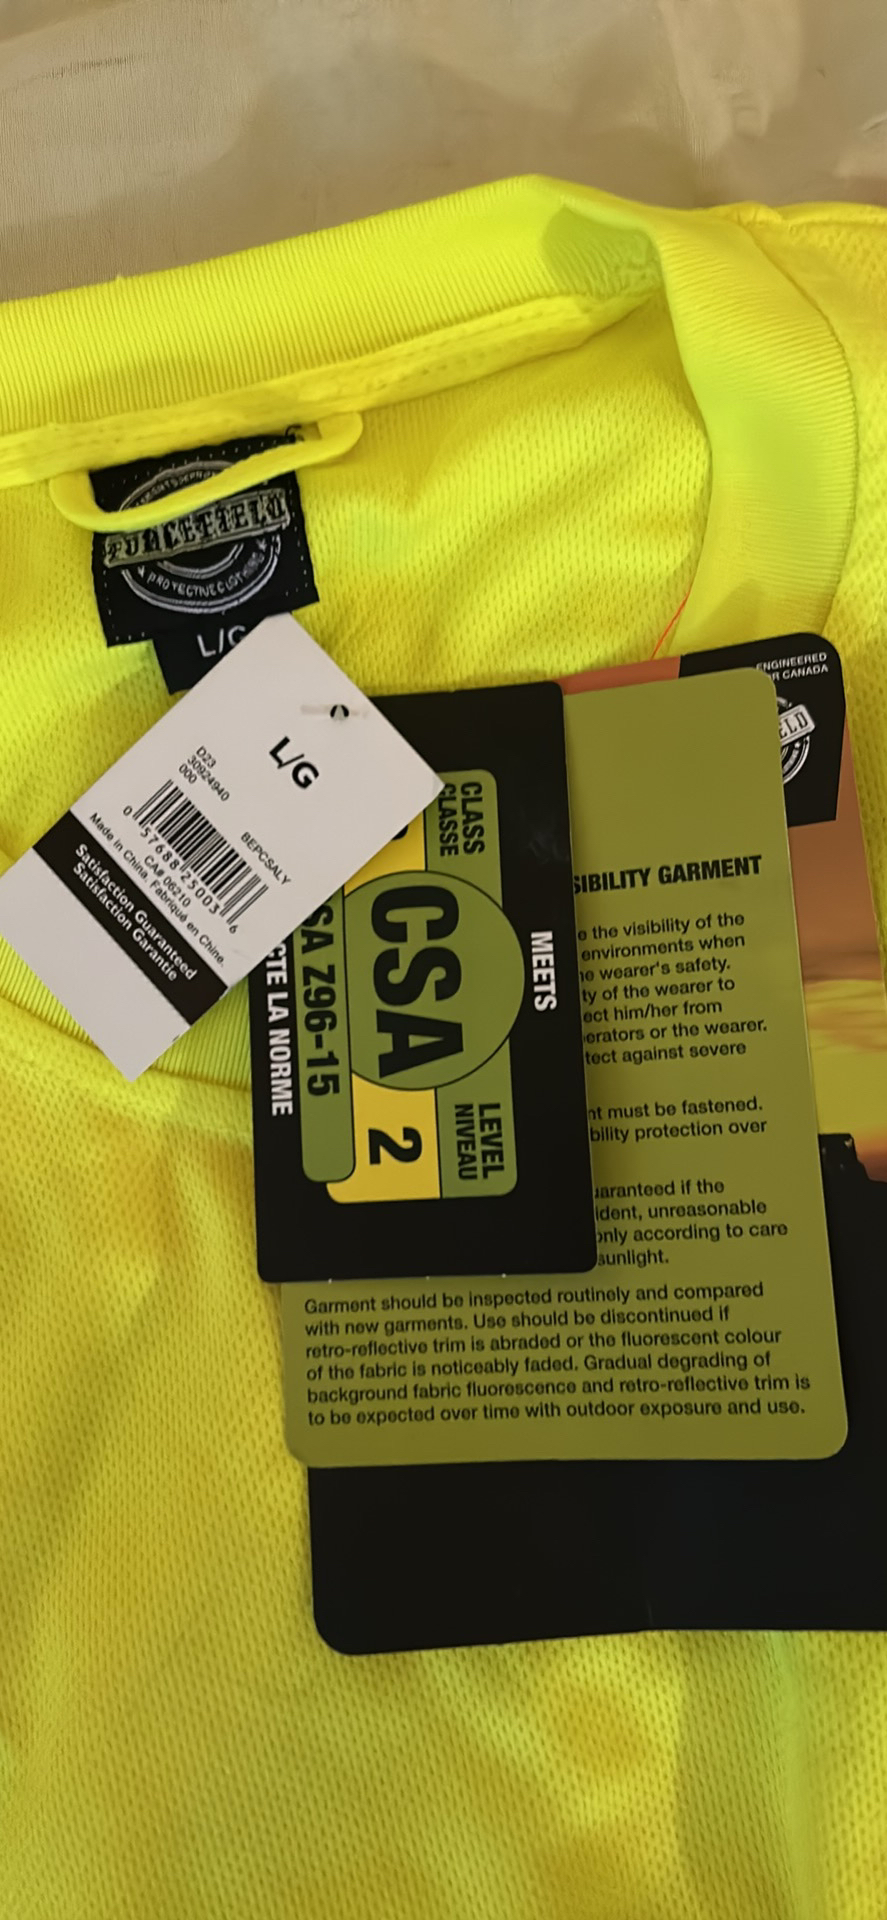 FORCEFIELD
PROTECTIVE CLOTHING
L/G
L/G
D23
30924940
000
BEPCSALY
0 57688 25003 6
CA# 06210
Made in China. Fabriqué en Chine.
Satisfaction Guaranteed
Satisfaction Garantie
MEETS
CLASS
CLASSE
CSA
LEVEL
NIVEAU
2
SA Z96-15
CTE LA NORME
ENGINEERED
R CANADA
ELD
SIBILITY GARMENT
e the visibility of the
environments when
e wearer's safety.
ty of the wearer to
ect him/her from
erators or the wearer.
tect against severe
nt must be fastened.
bility protection over
uaranteed if the
ident, unreasonable
only according to care
sunlight.
Garment should be inspected routinely and compared
with new garments. Use should be discontinued if
retro-reflective trim is abraded or the fluorescent colour
of the fabric is noticeably faded. Gradual degrading of
background fabric fluorescence and retro-reflective trim is
to be expected over time with outdoor exposure and use.